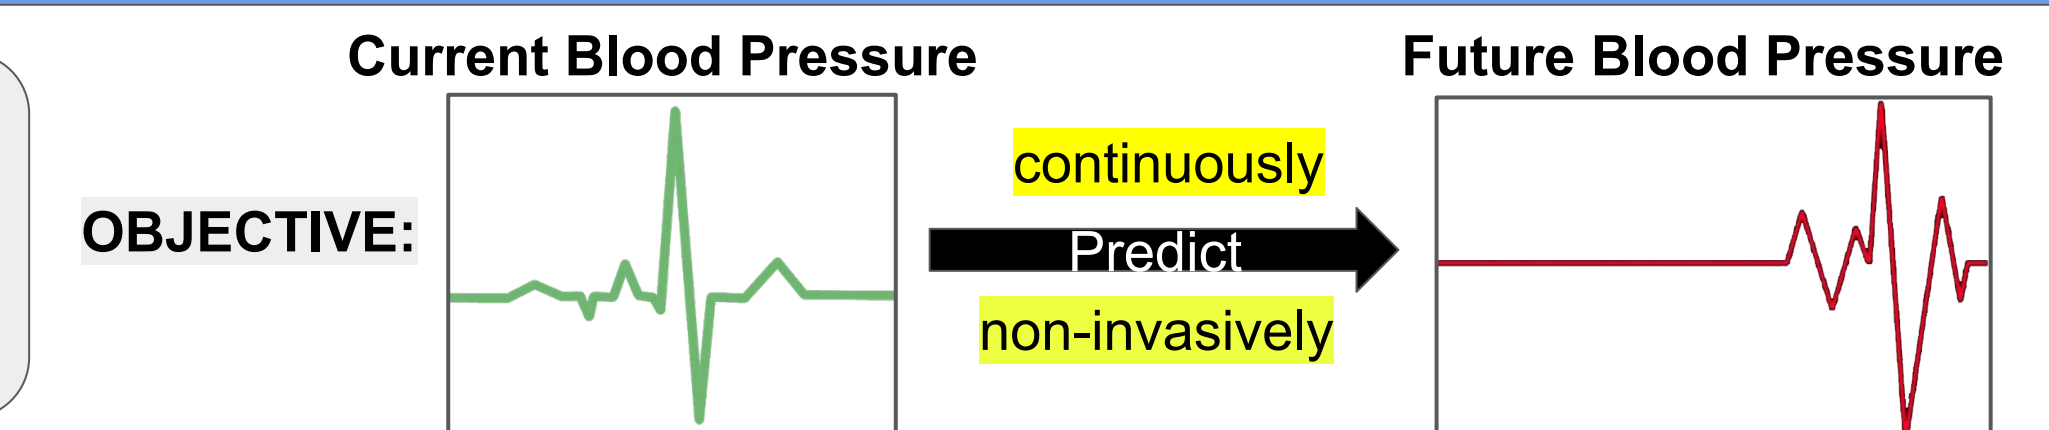 Current Blood Pressure
Future Blood Pressure
continuously
OBJECTIVE:
Predict
non-invasively